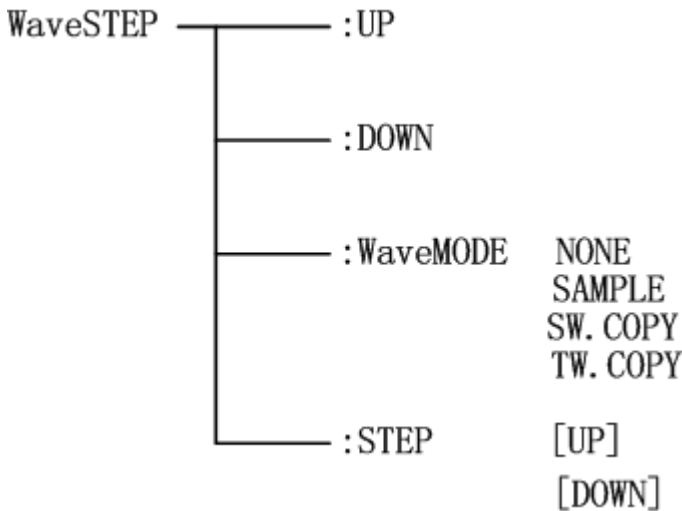 WaveSTEP :UP
:DOWN
:WaveMODE NONE
SAMPLE
SW.COPY
TW.COPY
:STEP [UP]
[DOWN]